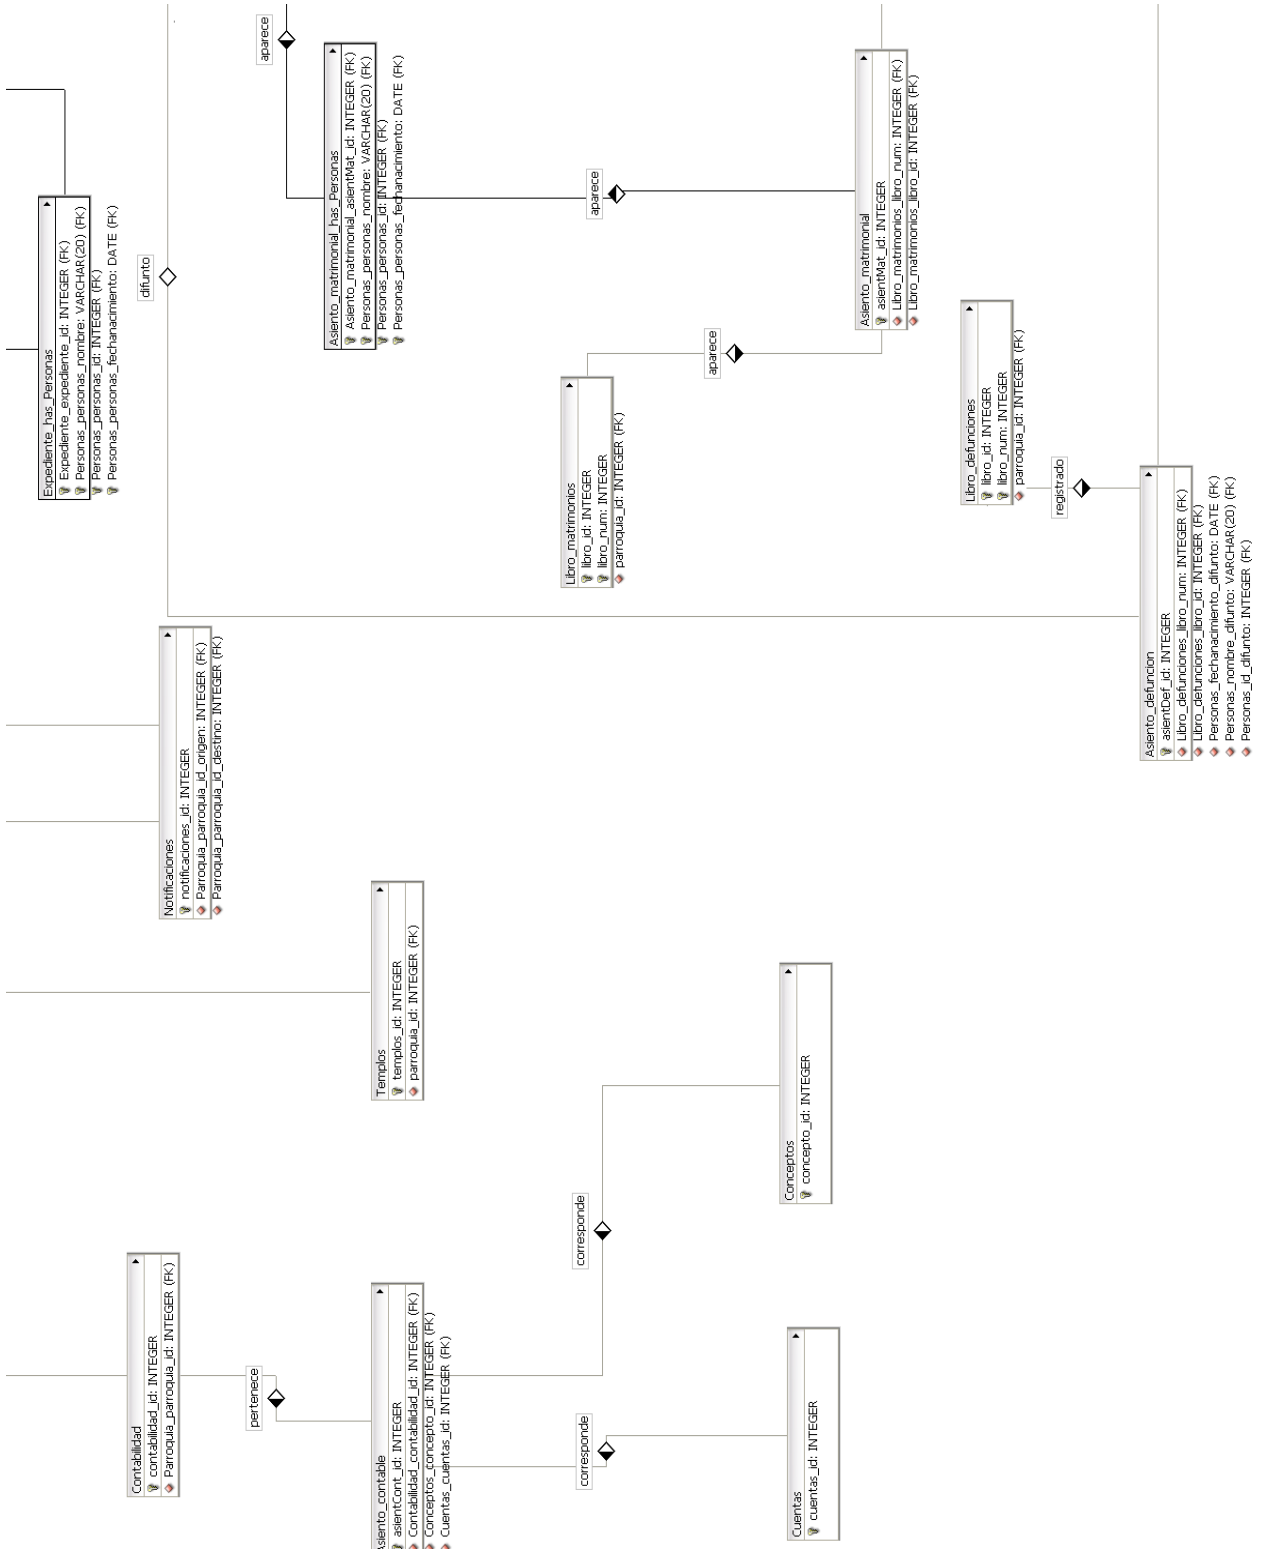 Expediente_has_Personas
Expediente_expediente_id: INTEGER (FK)
Personas_personas_nombre: VARCHAR(20) (FK)
Personas_personas_id: INTEGER (FK)
Personas_personas_fechanacimiento: DATE (FK)
difunto
aparece
Asiento_matrimonial_has_Personas
Asiento_matrimonial_asientMat_id: INTEGER (FK)
Personas_personas_nombre: VARCHAR(20) (FK)
Personas_personas_id: INTEGER (FK)
Personas_personas_fechanacimiento: DATE (FK)
aparece
Asiento_matrimonial
asientMat_id: INTEGER
Libro_matrimonios_libro_num: INTEGER (FK)
Libro_matrimonios_libro_id: INTEGER (FK)
aparece
Libro_matrimonios
libro_id: INTEGER
libro_num: INTEGER
parroquia_id: INTEGER (FK)
Libro_defunciones
libro_id: INTEGER
libro_num: INTEGER
parroquia_id: INTEGER (FK)
registrado
Asiento_defuncion
asientDef_id: INTEGER
Libro_defunciones_libro_num: INTEGER (FK)
Libro_defunciones_libro_id: INTEGER (FK)
Personas_fechanacimiento_difunto: DATE (FK)
Personas_nombre_difunto: VARCHAR(20) (FK)
Personas_id_difunto: INTEGER (FK)
Notificaciones
notificaciones_id: INTEGER
Parroquia_parroquia_id_origen: INTEGER (FK)
Parroquia_parroquia_id_destino: INTEGER (FK)
Templos
templos_id: INTEGER
parroquia_id: INTEGER (FK)
Conceptos
concepto_id: INTEGER
corresponde
Contabilidad
contabilidad_id: INTEGER
Parroquia_parroquia_id: INTEGER (FK)
pertenece
Asiento_contable
asientCont_id: INTEGER
Contabilidad_contabilidad_id: INTEGER (FK)
Conceptos_concepto_id: INTEGER (FK)
Cuentas_cuentas_id: INTEGER (FK)
corresponde
Cuentas
cuentas_id: INTEGER